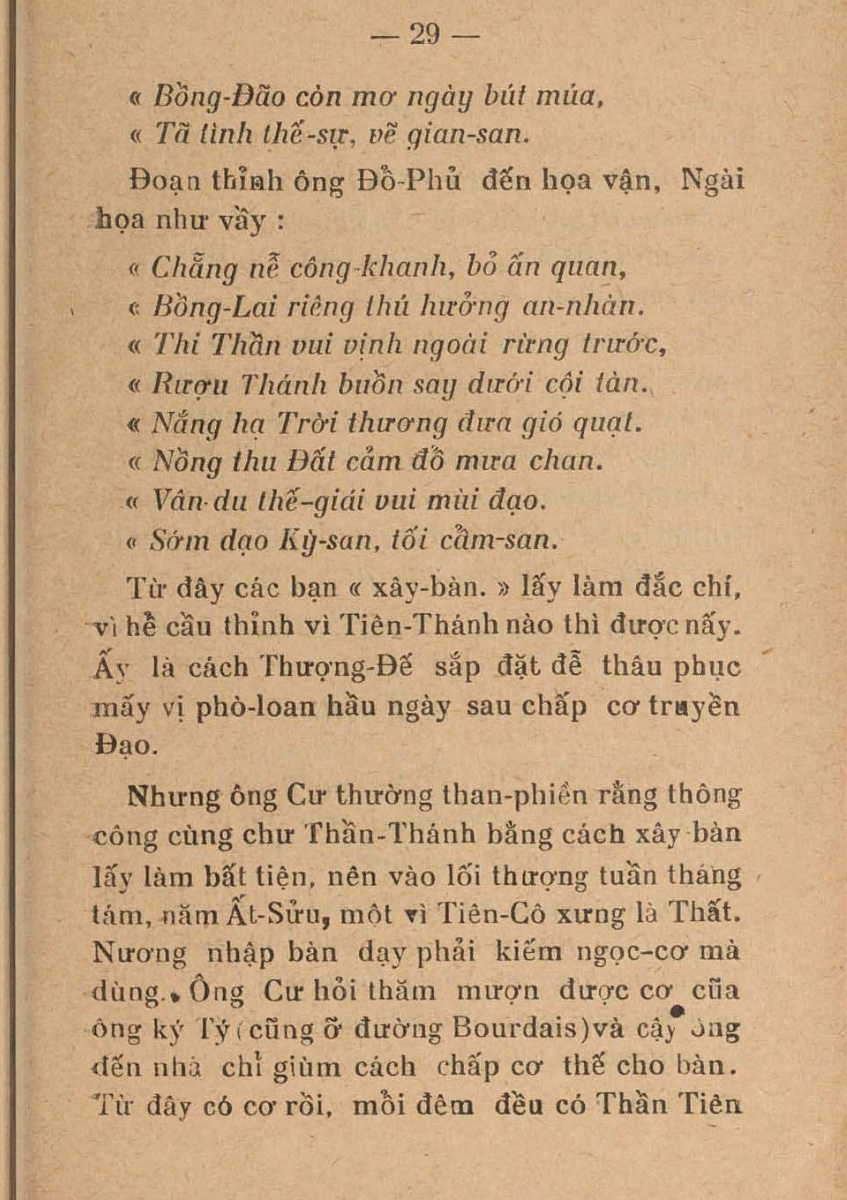 — 29 —
« Bồng-Đão còn mơ ngày bút múa,
« Tã tình thế-sự, vẽ gian-san.
Đoạn thỉnh ông Đỗ-Phủ đến họa vận, Ngài
họa như vầy :
« Chẵng nễ công-khanh, bỏ ấn quan,
« Bồng-Lai riêng thú hưởng an-nhàn.
« Thi Thần vui vịnh ngoài rừng trước,
« Rượu Thánh buồn say dưới cội tàn.
« Nắng hạ Trời thương đưa gió quạt.
« Nồng thu Đất cảm đổ mưa chan.
« Vân-du thế-giái vui mùi đạo.
« Sớm dạo Kỳ-san, tối cầm-san.
Từ đây các bạn « xây-bàn. » lấy làm đắc chí,
vì hễ cầu thỉnh vì Tiên-Thánh nào thì được nấy.
Ấy là cách Thượng-Đế sắp đặt đễ thâu phục
mấy vị phò-loan hầu ngày sau chấp cơ truyền
Đạo.
Nhưng ông Cư thường than-phiền rằng thông
công cùng chư Thần-Thánh bằng cách xây bàn
lấy làm bất tiện, nên vào lối thượng tuần tháng
tám, năm Ất-Sửu, một vì Tiên-Cô xưng là Thất.
Nương nhập bàn dạy phải kiếm ngọc-cơ mà
dùng. Ông Cư hỏi thăm mượn được cơ cũa
ông ký Tý (cũng ỡ đường Bourdais) và cậy ông
đến nhà chỉ giùm cách chấp cơ thế cho bàn.
Từ đây có cơ rồi, mỗi đêm đều có Thần Tiên